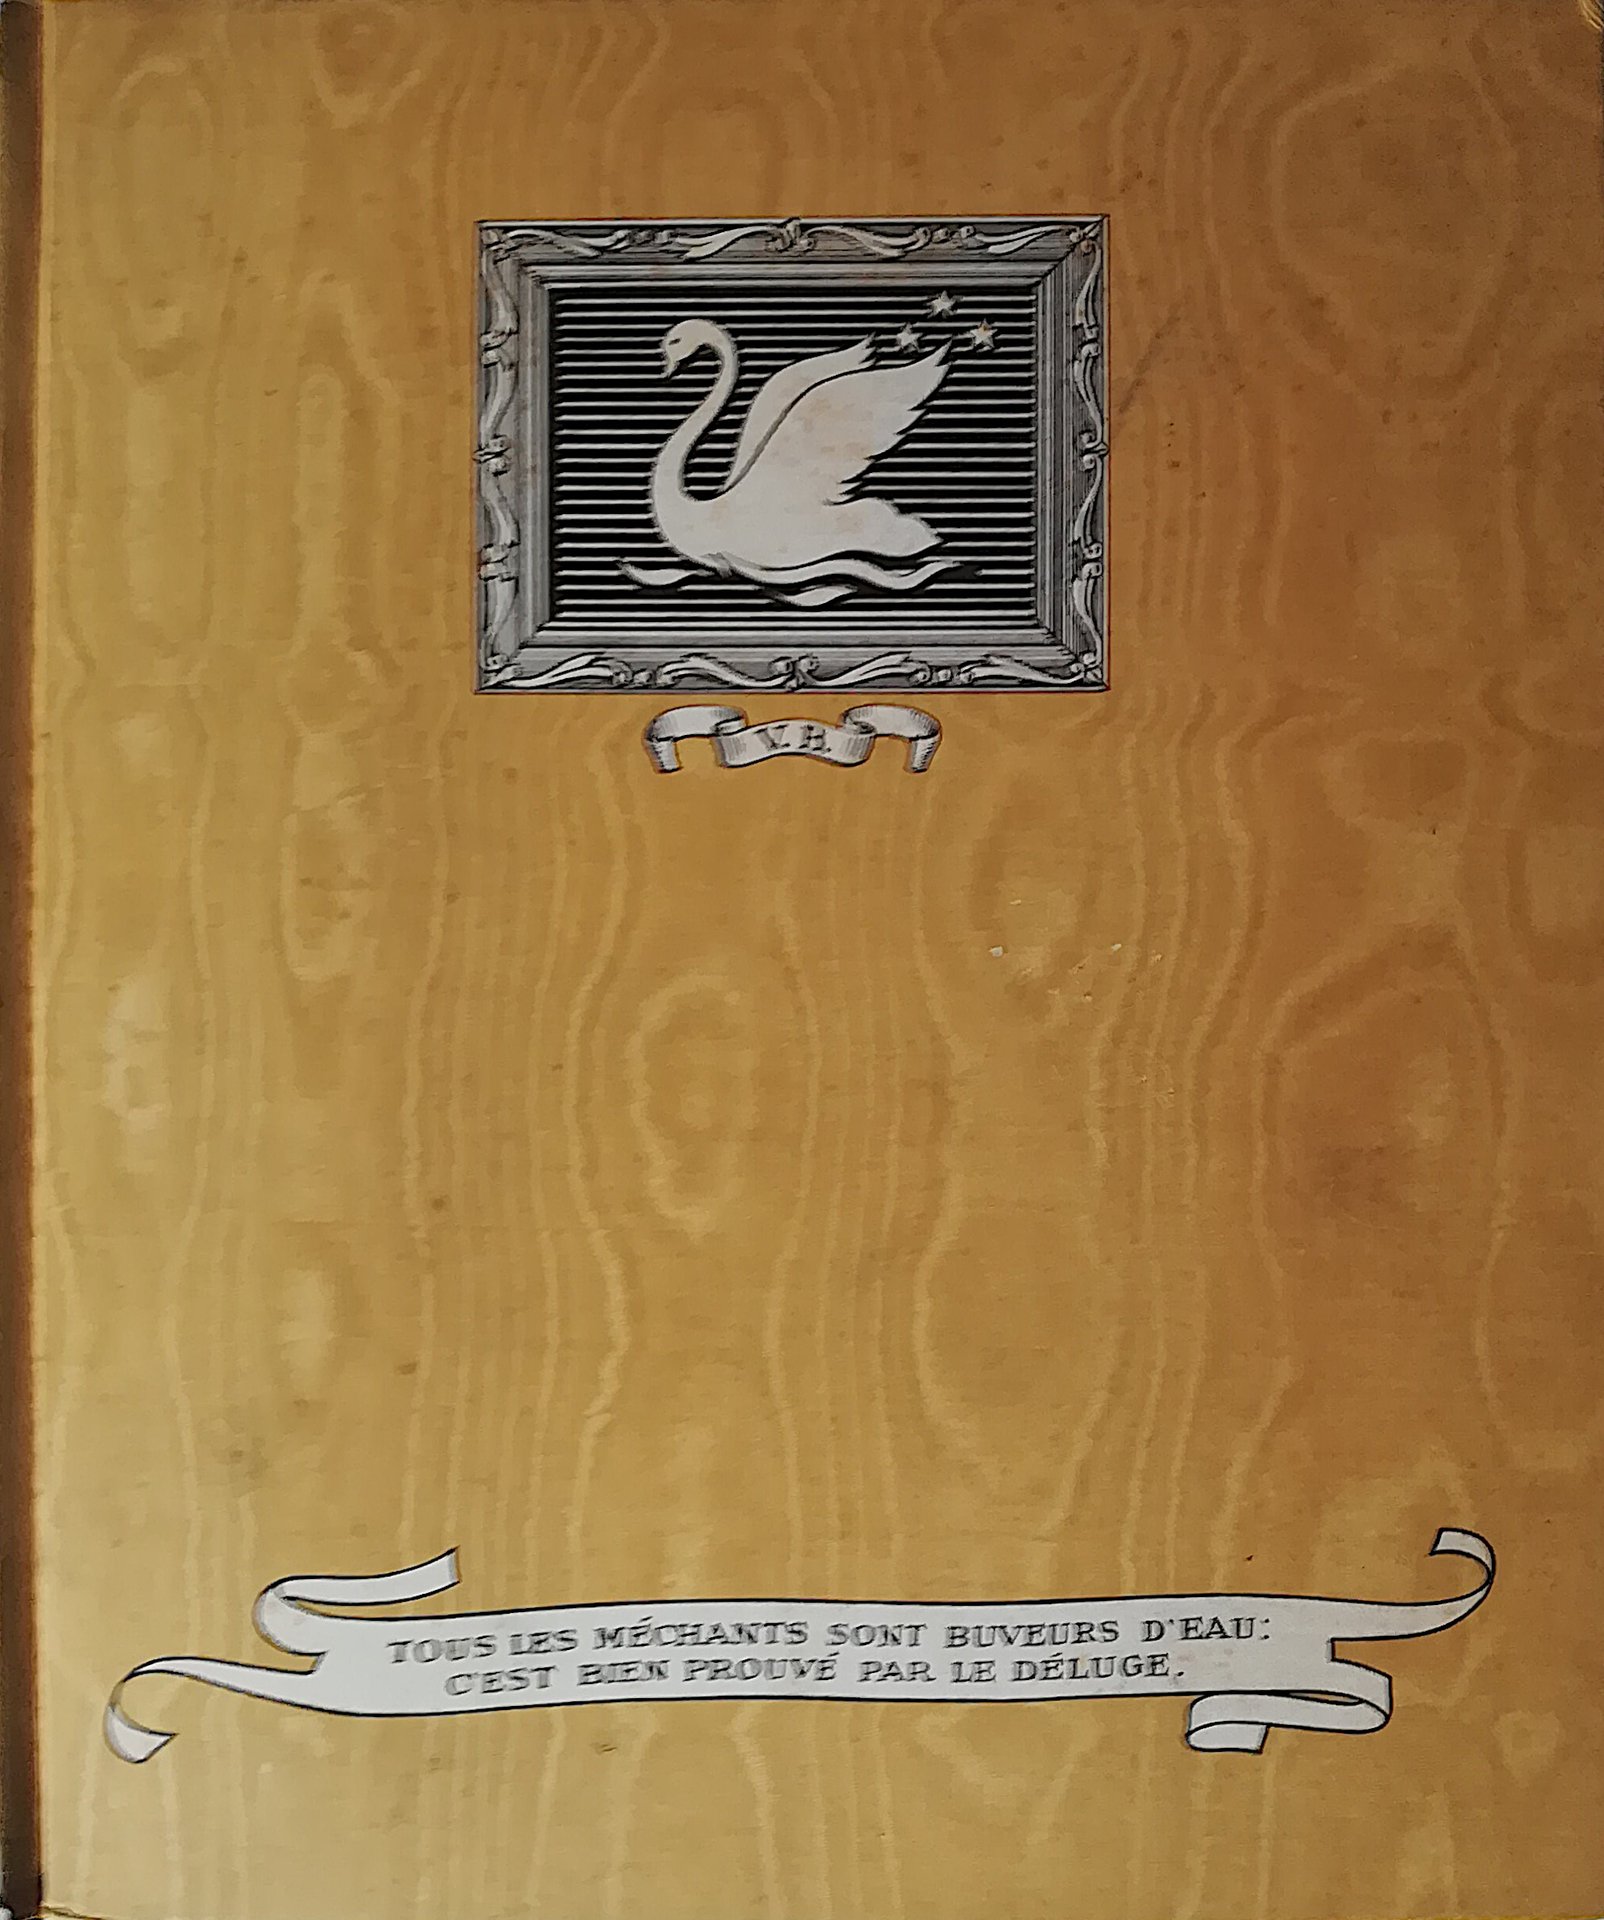 V. R.
TOUS LES MÉCHANTS SONT BUVEURS D'EAU:
C'EST BIEN PROUVÉ PAR LE DÉLUGE.